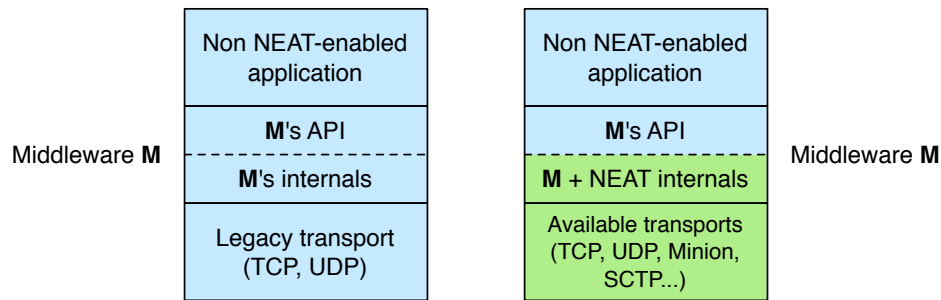 Non NEAT-enabled
application
Middleware M
M's API
M's internals
Legacy transport
(TCP, UDP)
Non NEAT-enabled
application
M's API
M + NEAT internals
Available transports
(TCP, UDP, Minion,
SCTP...)
Middleware M